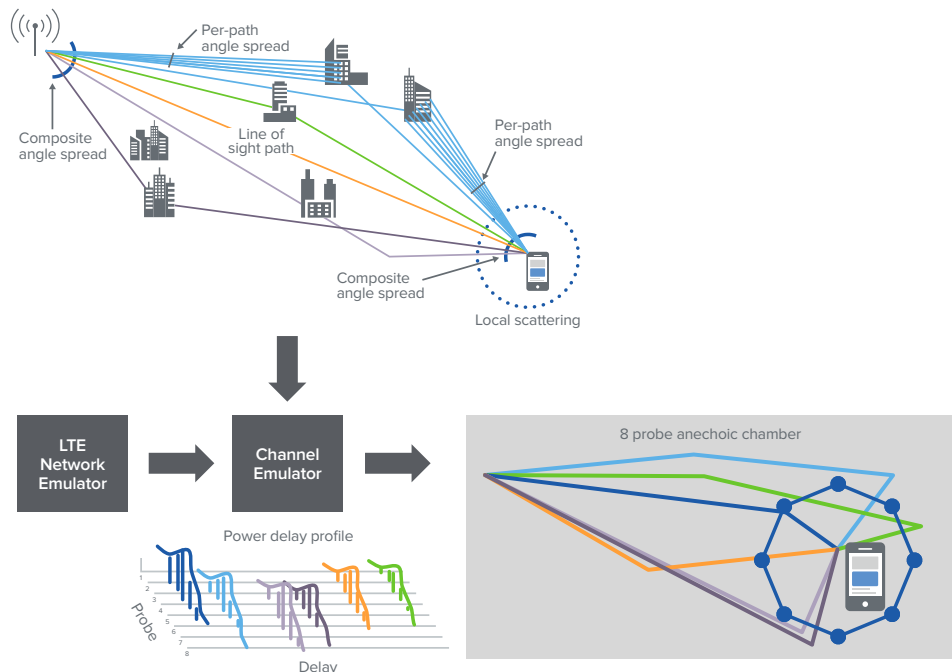 Per-path
angle spread
Composite
angle spread
Line of
sight path
Per-path
angle spread
Composite
angle spread
Local scattering
LTE
Network
Emulator
Channel
Emulator
8 probe anechoic chamber
Power delay profile
1
2
3
4
5
6
7
8
Probe
Delay